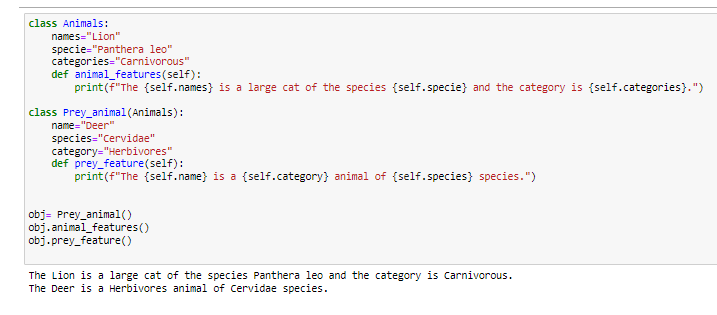 class Animals:
    names="Lion"
    specie="Panthera leo"
    categories="Carnivorous"
    def animal_features(self):
        print(f"The {self.names} is a large cat of the species {self.specie} and the category is {self.categories}.")
class Prey_animal(Animals):
    name="Deer"
    species="Cervidae"
    category="Herbivores"
    def prey_feature(self):
        print(f"The {self.name} is a {self.category} animal of {self.species} species.")
obj= Prey_animal()
obj.animal_features()
obj.prey_feature()
The Lion is a large cat of the species Panthera leo and the category is Carnivorous.
The Deer is a Herbivores animal of Cervidae species.